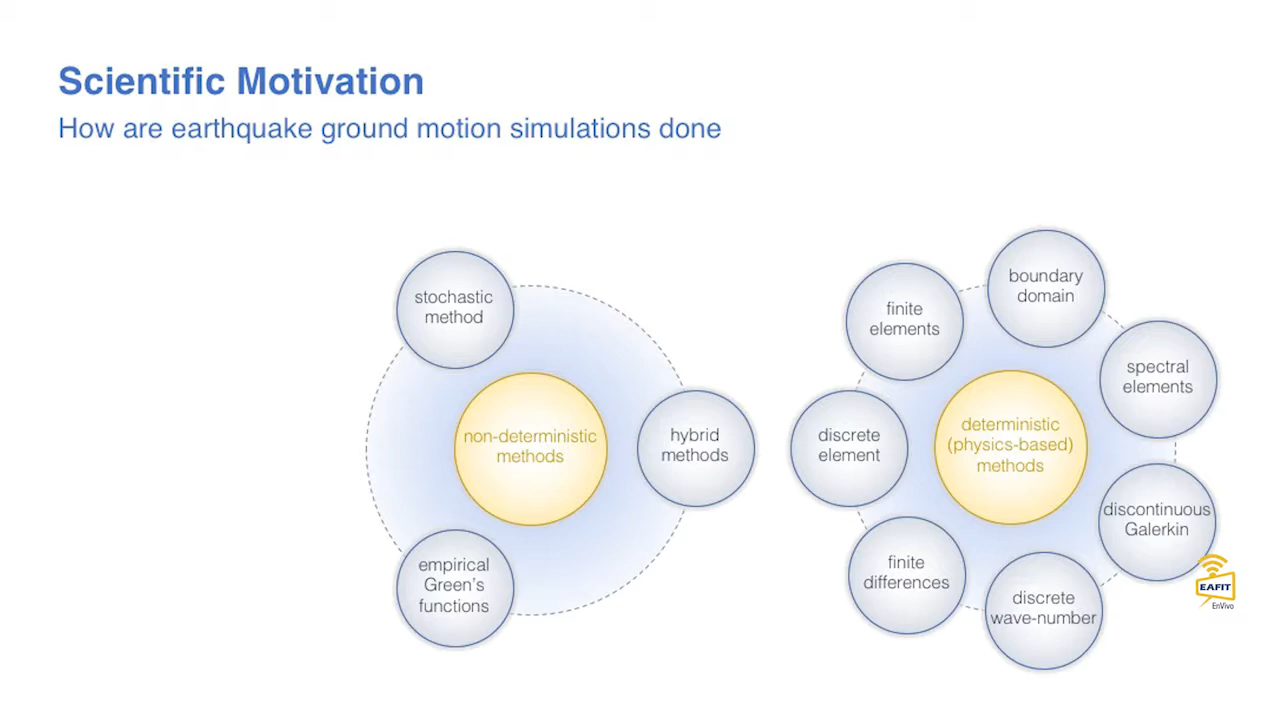 Scientific Motivation
How are earthquake ground motion simulations done
stochastic
method
non-deterministic
methods
hybrid
methods
empirical
Green's
functions
boundary
domain
finite
elements
spectral
elements
discrete
element
deterministic
(physics-based)
methods
discontinuous
Galerkin
finite
differences
discrete
wave-number
EAFIT
EnVivo